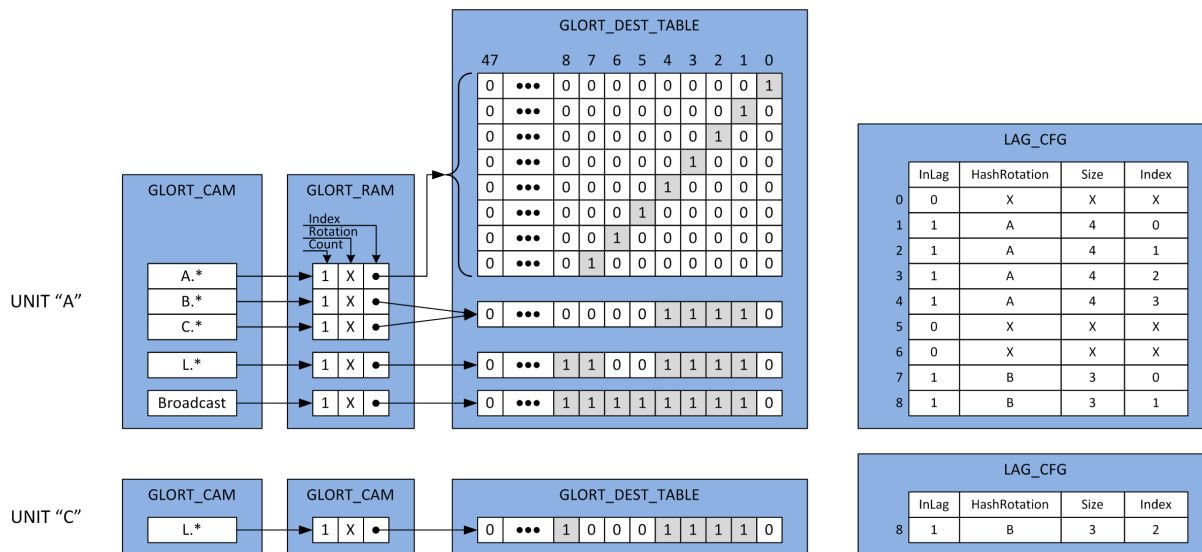 GLORT_DEST_TABLE
47 8 7 6 5 4 3 2 1 0
0 ••• 0 0 0 0 0 0 0 0 1
0 ••• 0 0 0 0 0 0 0 1 0
0 ••• 0 0 0 0 0 0 1 0 0
0 ••• 0 0 0 0 0 1 0 0 0
0 ••• 0 0 0 0 1 0 0 0 0
0 ••• 0 0 0 1 0 0 0 0 0
0 ••• 0 0 1 0 0 0 0 0 0
0 ••• 0 1 0 0 0 0 0 0 0
0 ••• 0 0 0 0 1 1 1 1 0
0 ••• 1 1 0 0 1 1 1 1 0
0 ••• 1 1 1 1 1 1 1 1 0
UNIT "A"
GLORT_CAM
A.*
B.*
C.*
L.*
Broadcast
GLORT_RAM
Index
Rotation
Count
1 X
1 X
1 X
1 X
1 X
LAG_CFG
InLag HashRotation Size Index
0 0 X X X
1 1 A 4 0
2 1 A 4 1
3 1 A 4 2
4 1 A 4 3
5 0 X X X
6 0 X X X
7 1 B 3 0
8 1 B 3 1
UNIT "C"
GLORT_CAM
L.*
GLORT_CAM
1 X
GLORT_DEST_TABLE
0 ••• 1 0 0 0 1 1 1 1 0
LAG_CFG
InLag HashRotation Size Index
8 1 B 3 2